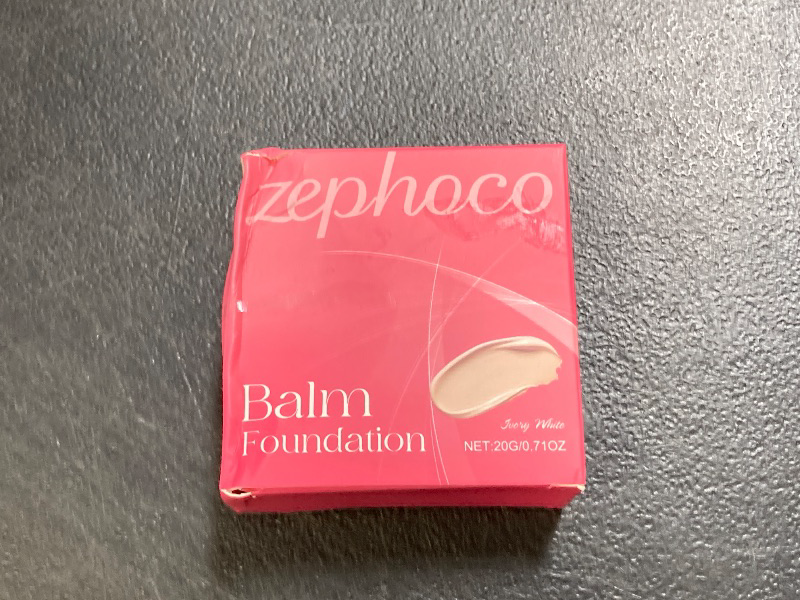 zephoco
Balm
Foundation
Ivory White
NET:20G/0.71OZ